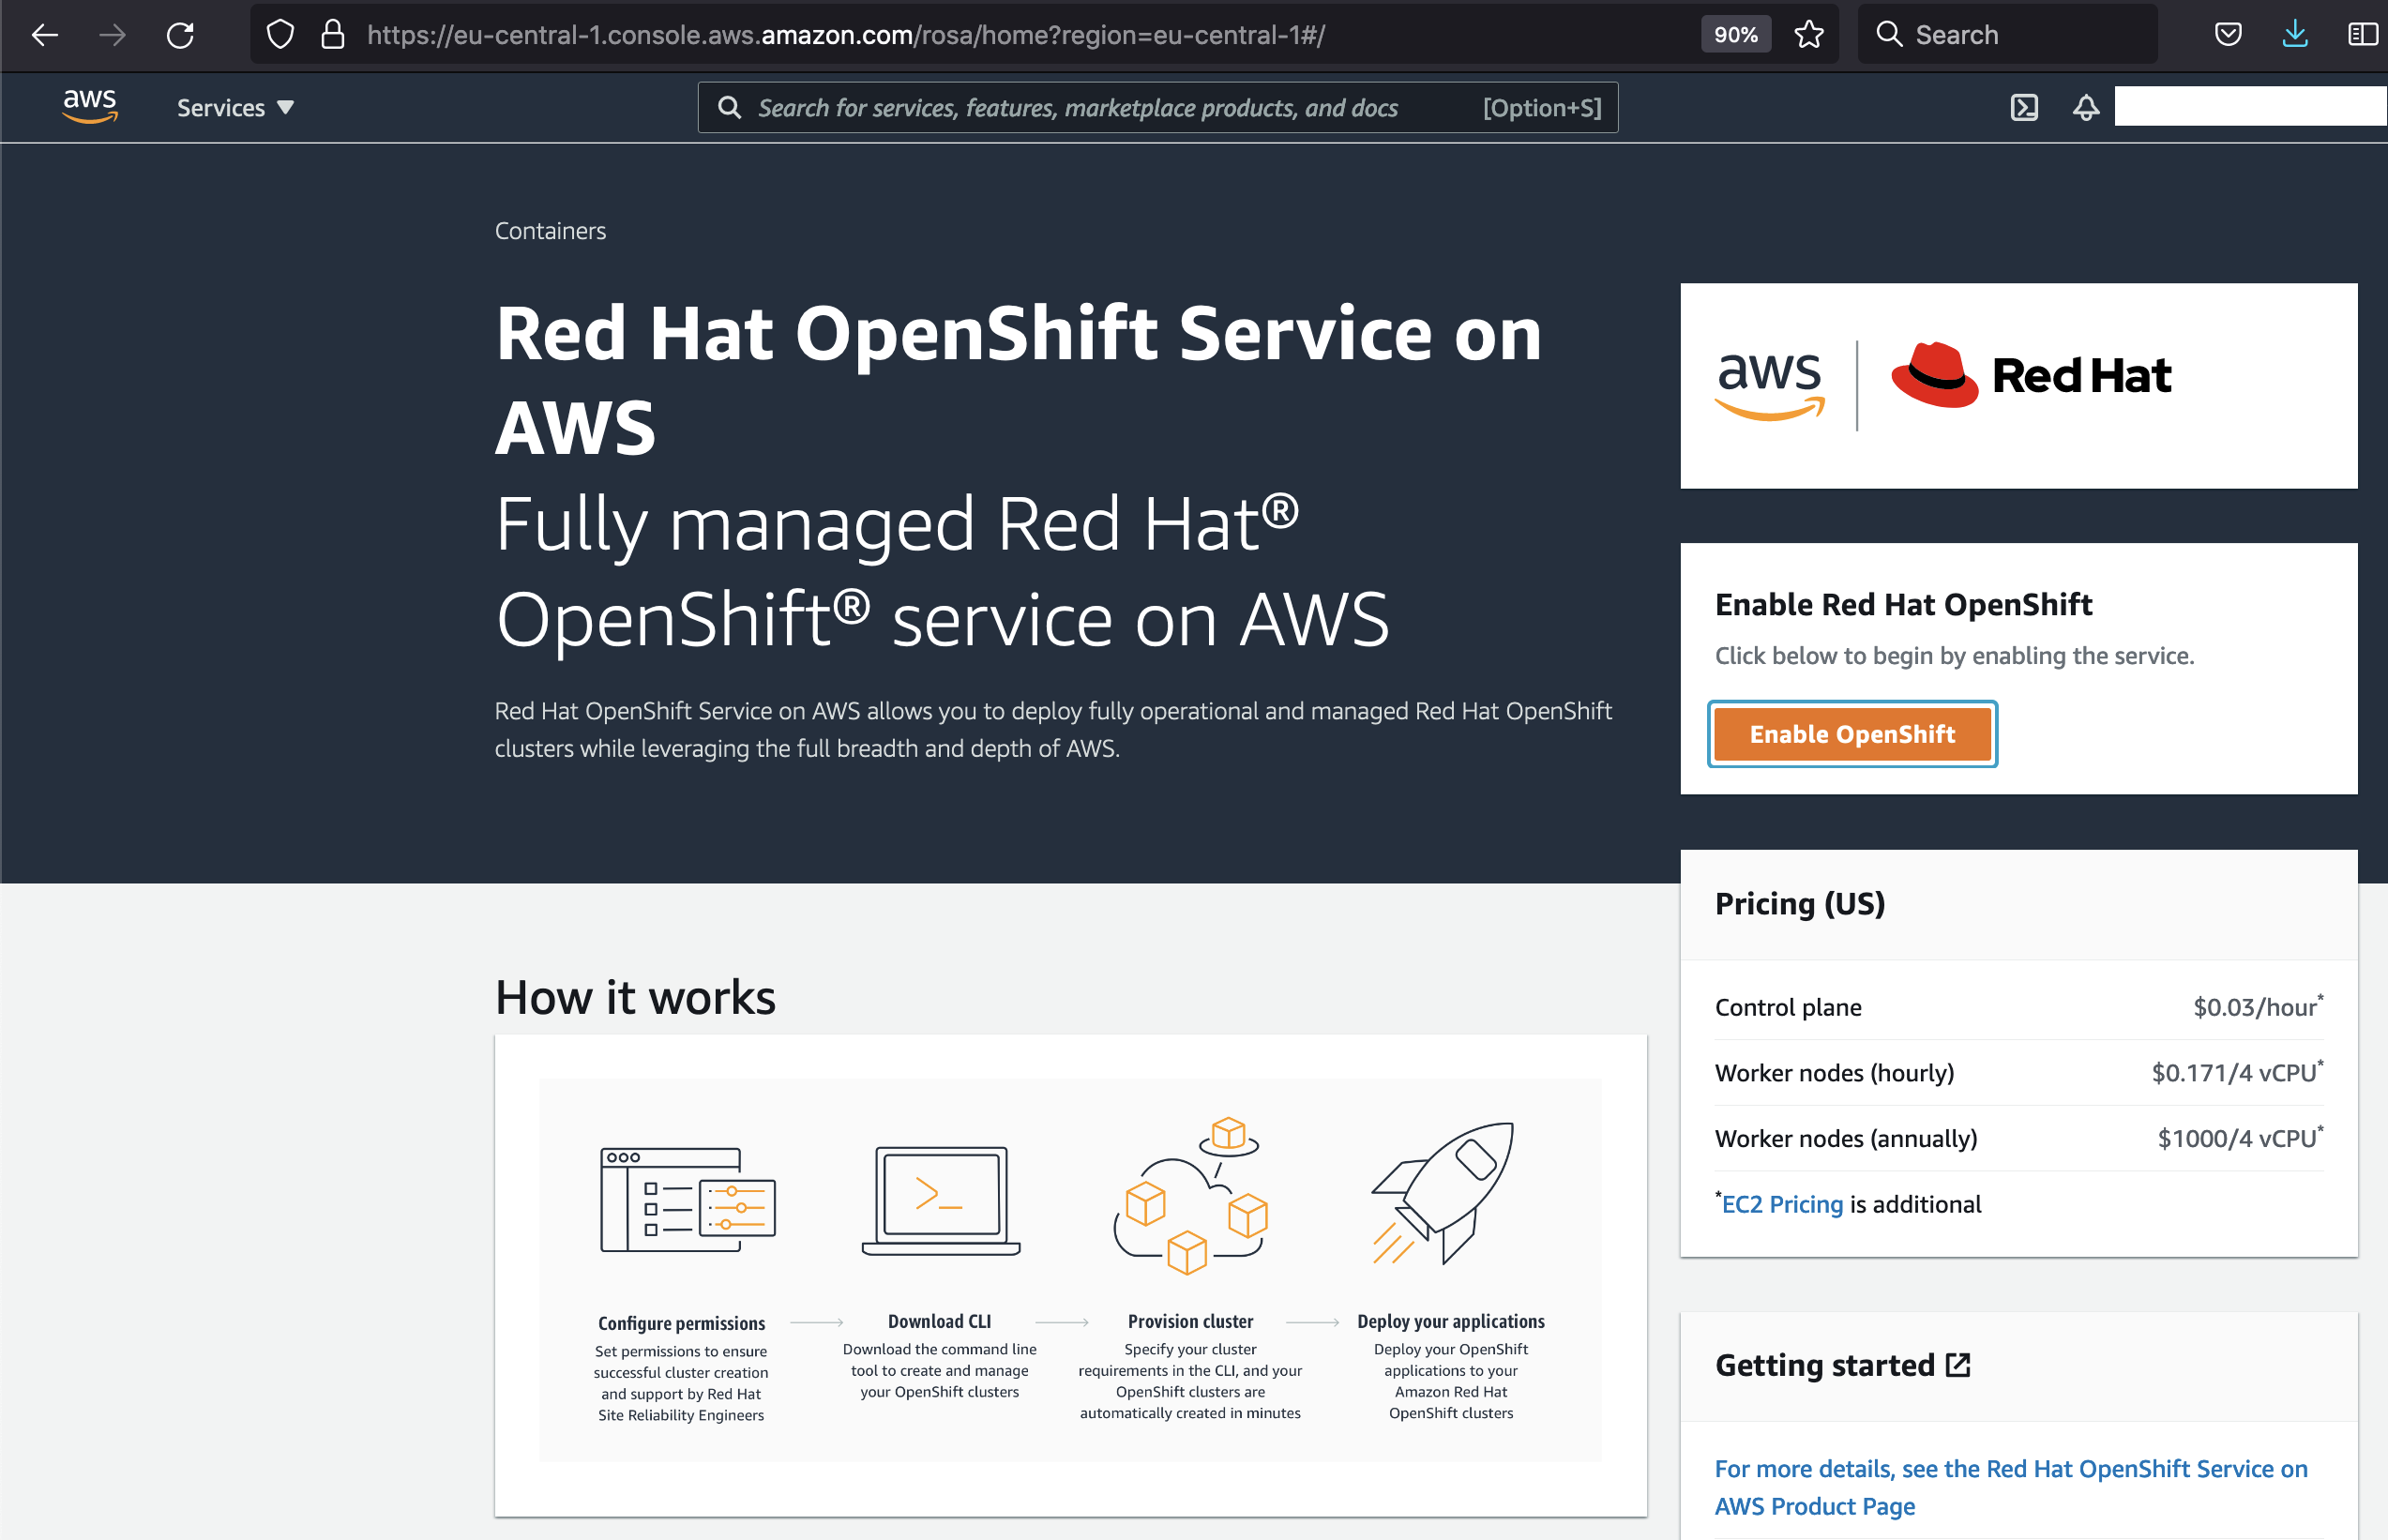 https://eu-central-1.console.aws.amazon.com/rosa/home?region=eu-central-1#/
90%
Search
aws
Services
Search for services, features, marketplace products, and docs
[Option+S]
Containers
Red Hat OpenShift Service on
AWS
Fully managed Red Hat®
OpenShift® service on AWS
Red Hat OpenShift Service on AWS allows you to deploy fully operational and managed Red Hat OpenShift
clusters while leveraging the full breadth and depth of AWS.
aws
Red Hat
Enable Red Hat OpenShift
Click below to begin by enabling the service.
Enable OpenShift
Pricing (US)
Control plane
$0.03/hour*
Worker nodes (hourly)
$0.171/4 vCPU*
Worker nodes (annually)
$1000/4 vCPU*
*EC2 Pricing is additional
How it works
Configure permissions
Set permissions to ensure
successful cluster creation
and support by Red Hat
Site Reliability Engineers
Download CLI
Download the command line
tool to create and manage
your OpenShift clusters
Provision cluster
Specify your cluster
requirements in the CLI, and your
OpenShift clusters are
automatically created in minutes
Deploy your applications
Deploy your OpenShift
applications to your
Amazon Red Hat
OpenShift clusters
Getting started
For more details, see the Red Hat OpenShift Service on
AWS Product Page